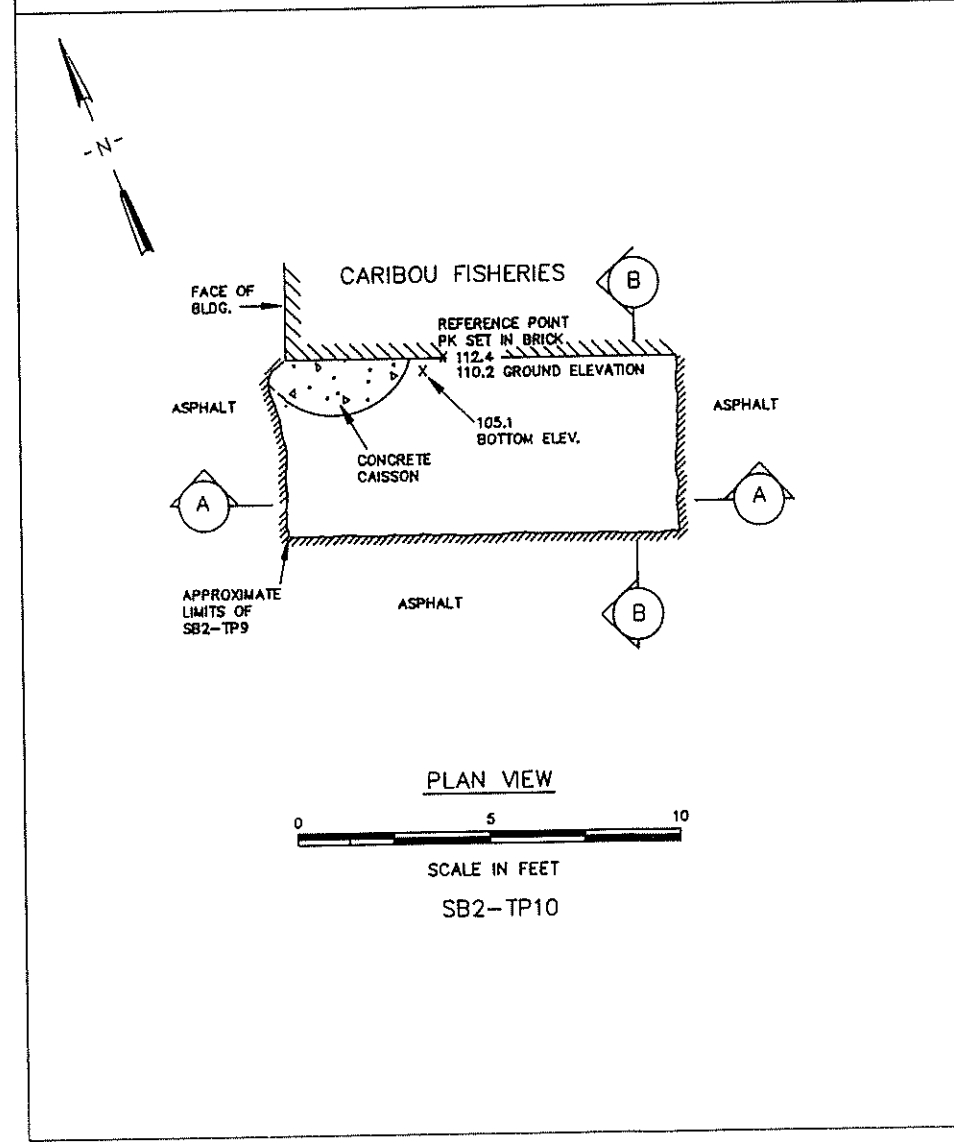 -N-
CARIBOU FISHERIES
B
FACE OF
BLDG.
REFERENCE POINT
PK SET IN BRICK
X 112.4
110.2 GROUND ELEVATION
X
ASPHALT
ASPHALT
105.1
BOTTOM ELEV.
CONCRETE
CAISSON
A
A
APPROXIMATE
LIMITS OF
SB2-TP9
ASPHALT
B
PLAN VIEW
0 5 10
SCALE IN FEET
SB2-TP10